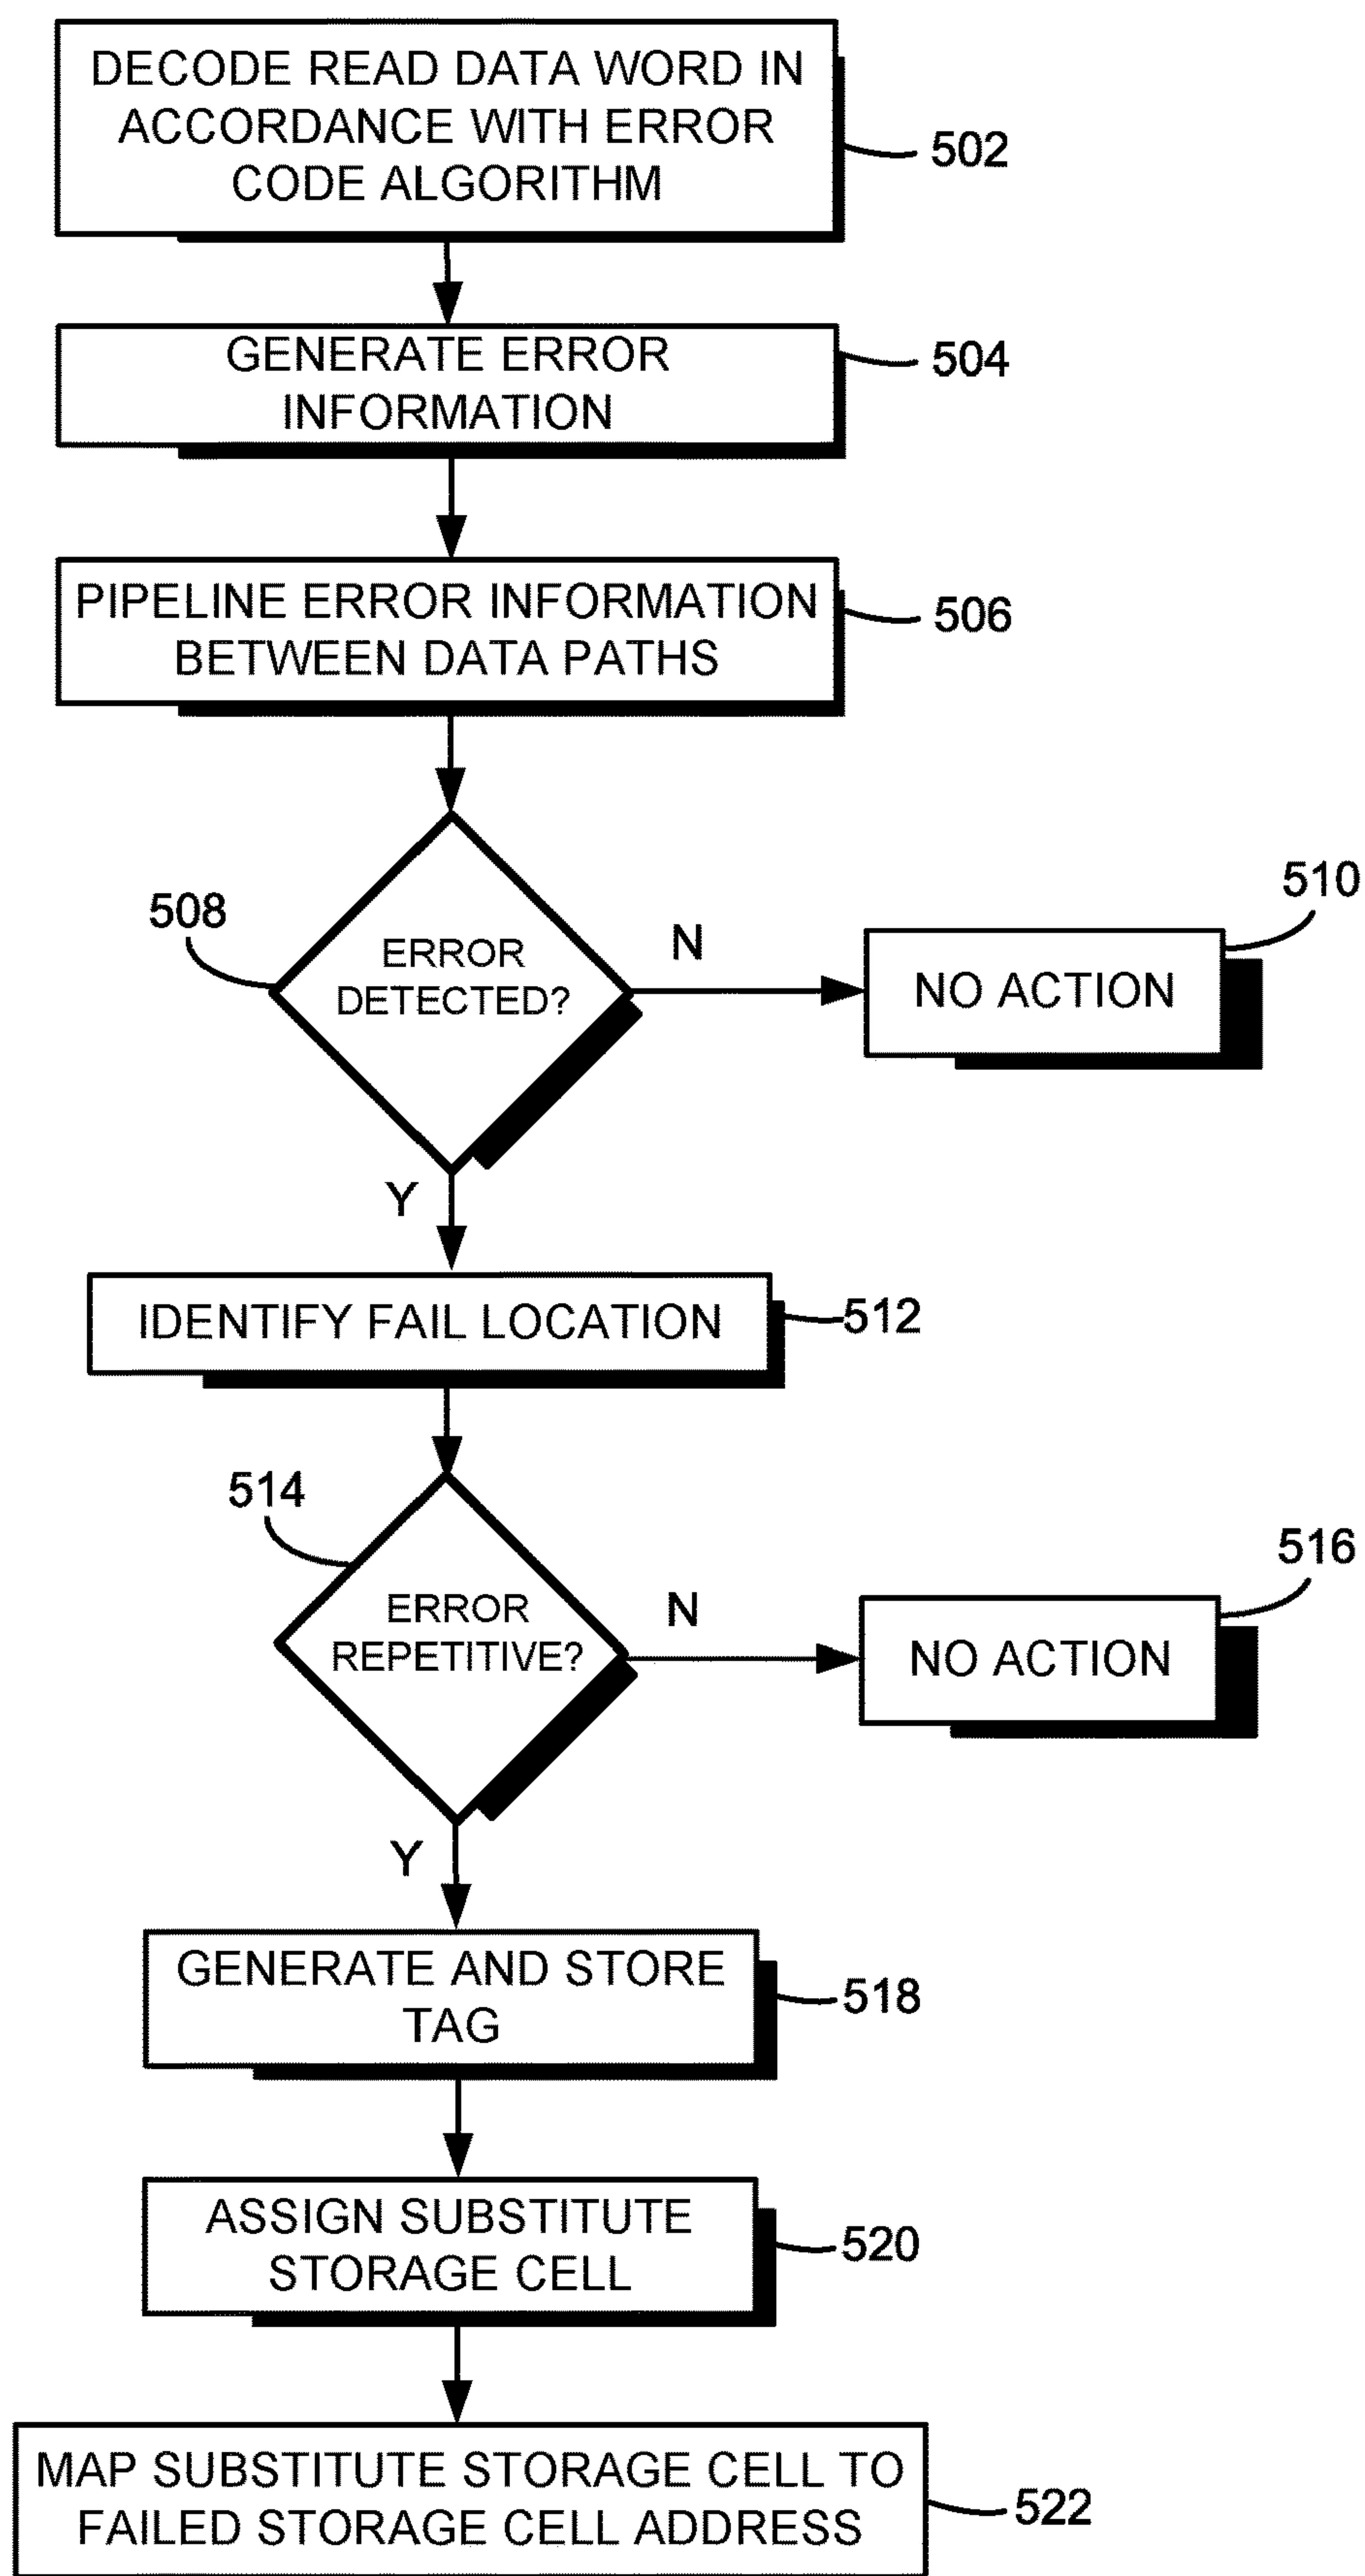 DECODE READ DATA WORD IN
ACCORDANCE WITH ERROR
CODE ALGORITHM
502
GENERATE ERROR
INFORMATION
504
PIPELINE ERROR INFORMATION
BETWEEN DATA PATHS
506
508
ERROR
DETECTED?
N
510
NO ACTION
Y
IDENTIFY FAIL LOCATION
512
514
ERROR
REPETITIVE?
N
516
NO ACTION
Y
GENERATE AND STORE
TAG
518
ASSIGN SUBSTITUTE
STORAGE CELL
520
MAP SUBSTITUTE STORAGE CELL TO
FAILED STORAGE CELL ADDRESS
522